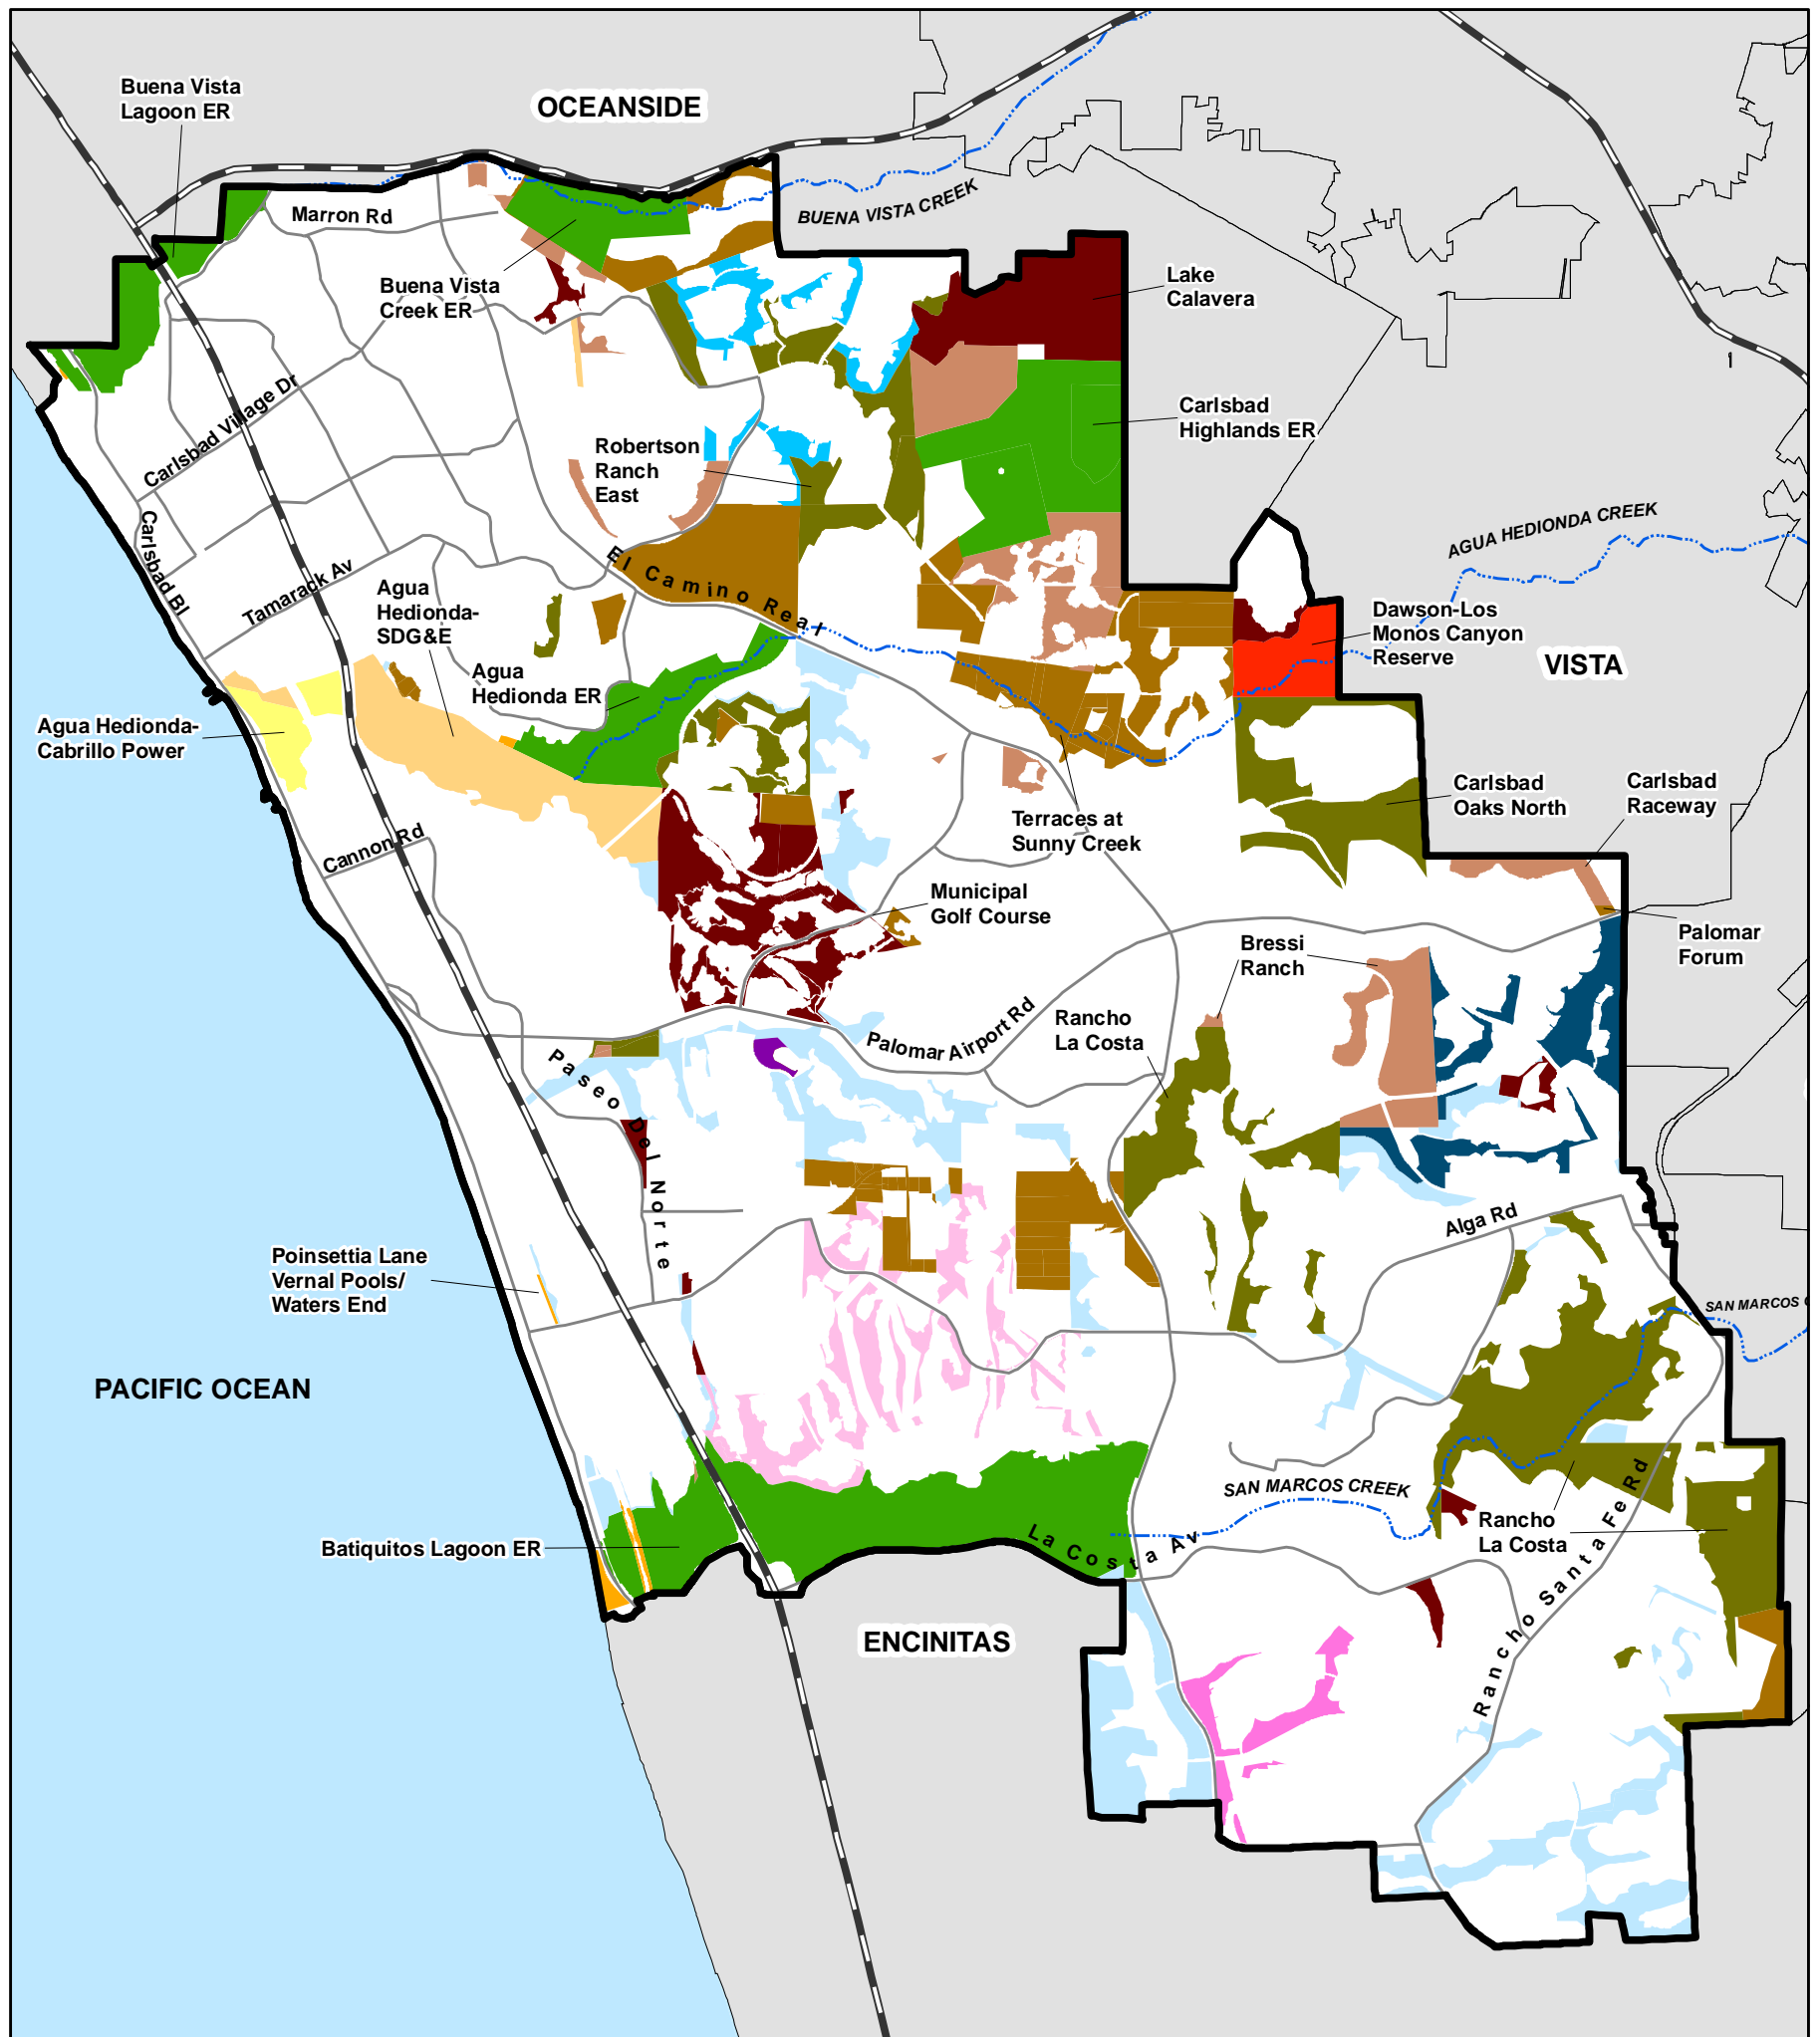 Buena Vista
Lagoon ER
OCEANSIDE
Marron Rd
BUENA VISTA CREEK
Buena Vista
Creek ER
Lake
Calavera
Carlsbad Village Dr
Carlsbad
Highlands ER
Robertson
Ranch
East
Carlsbad Bl
AGUA HEDIONDA CREEK
El Camino Real
Tamarack Av
Agua
Hedionda-
SDG&E
Dawson-Los
Monos Canyon
Reserve
VISTA
Agua
Hedionda ER
Agua Hedionda-
Cabrillo Power
Carlsbad
Oaks North
Carlsbad
Raceway
Terraces at
Sunny Creek
Cannon Rd
Municipal
Golf Course
Palomar
Forum
Bressi
Ranch
Rancho
La Costa
Palomar Airport Rd
Paseo Del Norte
Alga Rd
Poinsettia Lane
Vernal Pools/
Waters End
SAN MARCOS C
PACIFIC OCEAN
SAN MARCOS CREEK
Rancho
La Costa
Batiquitos Lagoon ER
La Costa Av
Rancho Santa Fe Rd
ENCINITAS